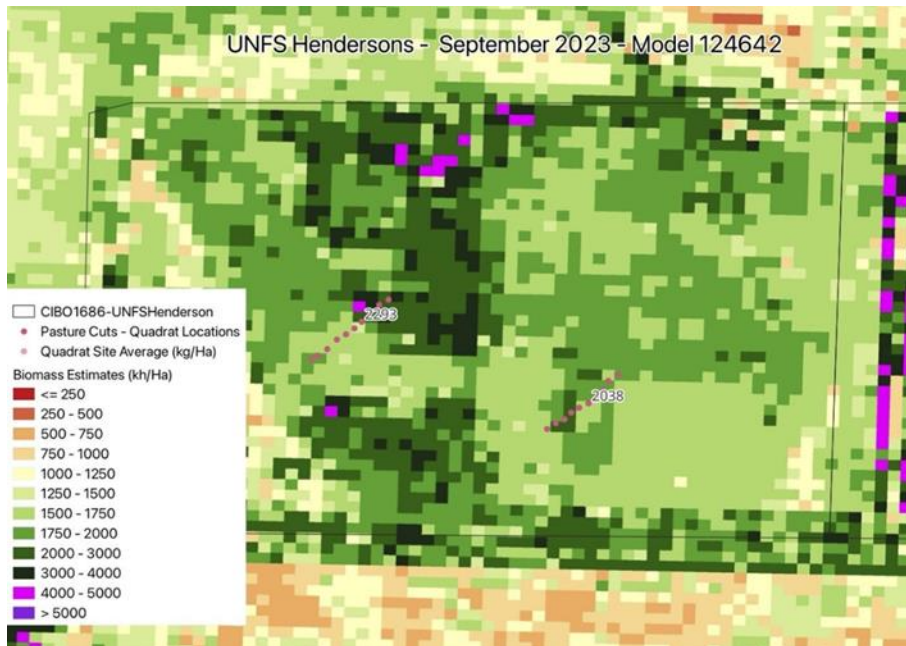 UNFS Hendersons - September 2023 - Model 124642
2293
2038
CIBO1686-UNFSHenderson
Pasture Cuts - Quadrat Locations
Quadrat Site Average (kg/Ha)
Biomass Estimates (kh/Ha)
<= 250
250 - 500
500 - 750
750 - 1000
1000 - 1250
1250 - 1500
1500 - 1750
1750 - 2000
2000 - 3000
3000 - 4000
4000 - 5000
> 5000